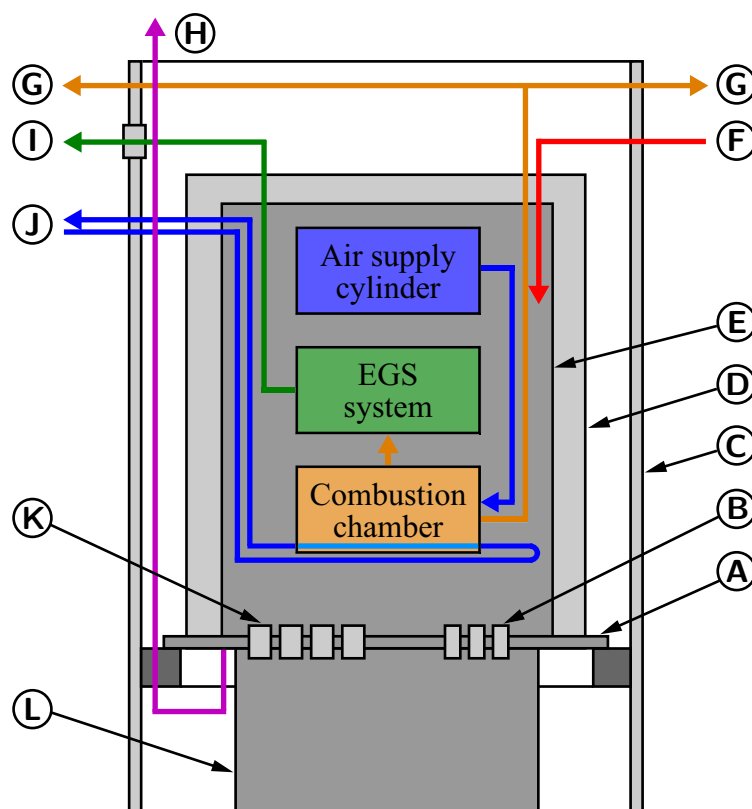 H
G
G
I
F
J
Air supply
cylinder
E
EGS
system
D
C
Combustion
chamber
K
B
A
L